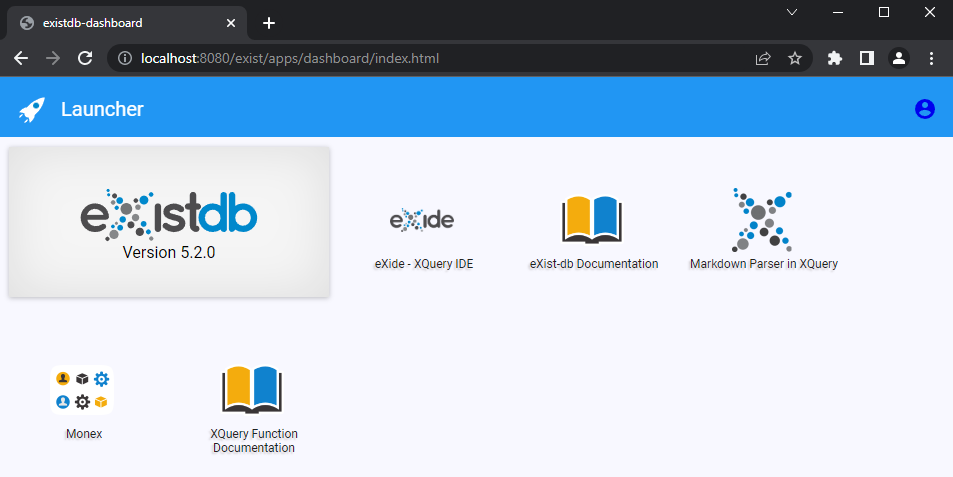 existdb-dashboard
localhost:8080/exist/apps/dashboard/index.html
Launcher
eXistdb
Version 5.2.0
eXide
eXide - XQuery IDE
eXist-db Documentation
Markdown Parser in XQuery
Monex
XQuery Function
Documentation